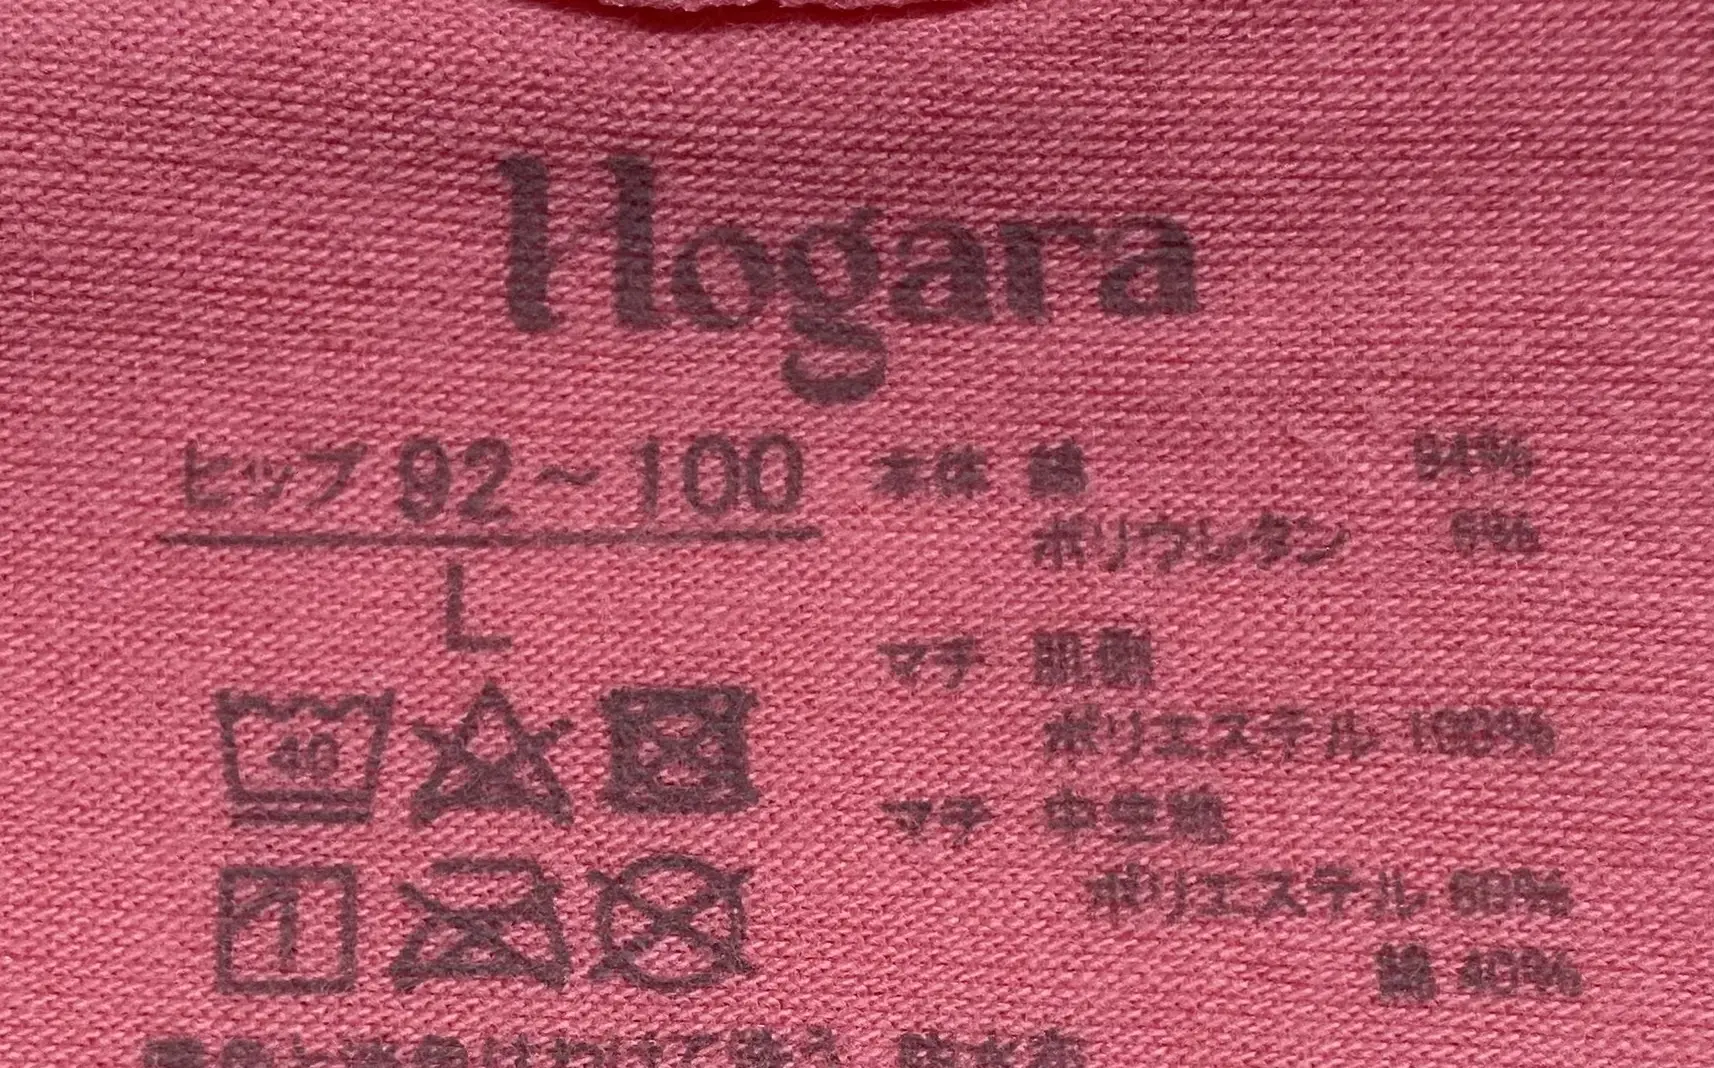 Hogara
ヒップ 92～100
L
40
1
本体 綿 94%
ポリウレタン 6%
マチ 肌側
ポリエステル 100%
マチ 中生地
ポリエステル 60%
綿 40%